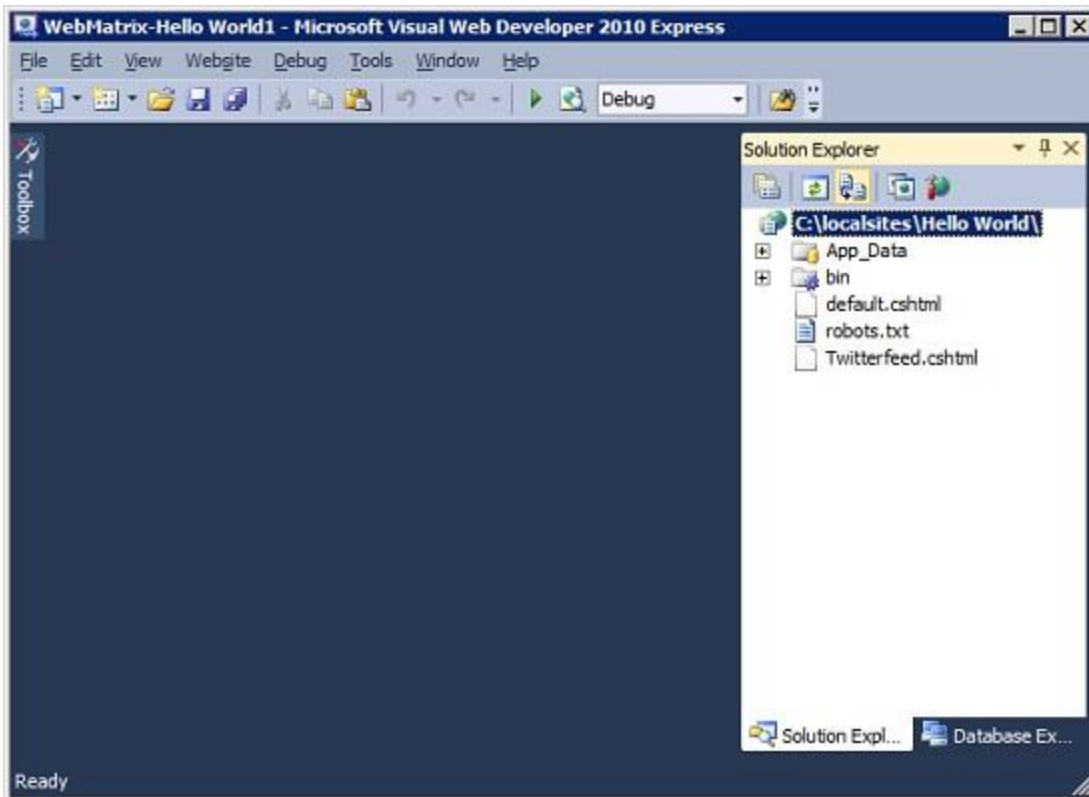 WebMatrix-Hello World1 - Microsoft Visual Web Developer 2010 Express
File Edit View Website Debug Tools Window Help
Debug
Toolbox
Solution Explorer
C:\localsites\Hello World\
App_Data
bin
default.cshtml
robots.txt
Twitterfeed.cshtml
Solution Expl... Database Ex...
Ready